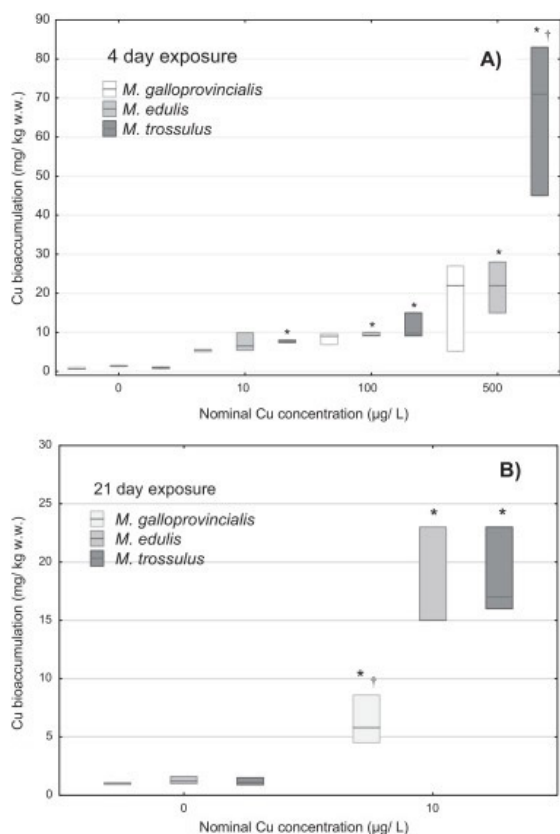 90
80
70
60
50
40
30
20
10
0
Cu bioaccumulation (mg/ kg w.w.)
4 day exposure
A)
M. galloprovincialis
M. edulis
M. trossulus
* †
*
*
*
*
0 10 100 500
Nominal Cu concentration (µg/ L)
30
25
20
15
10
5
0
Cu bioaccumulation (mg/ kg w.w.)
B)
21 day exposure
M. galloprovincialis
M. edulis
M. trossulus
* *
* †
0 10
Nominal Cu concentration (µg/ L)